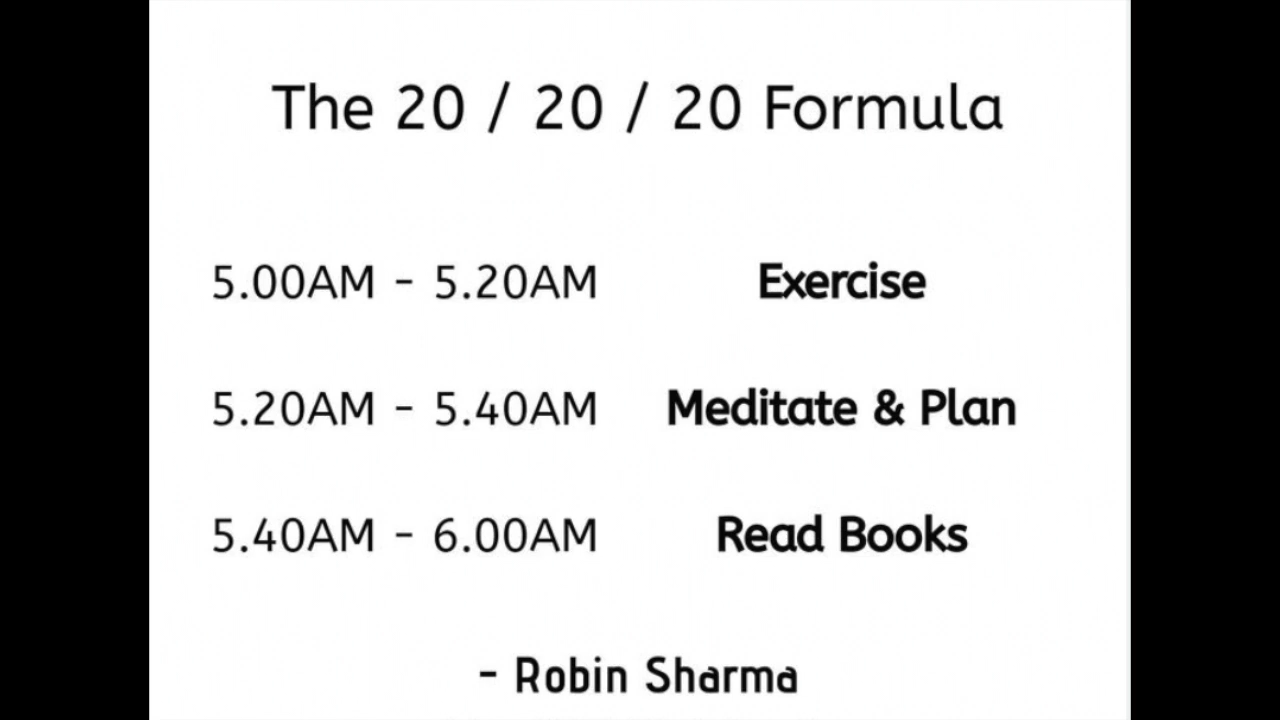 The 20 / 20 / 20 Formula
5.00AM - 5.20AM Exercise
5.20AM - 5.40AM Meditate & Plan
5.40AM - 6.00AM Read Books
- Robin Sharma